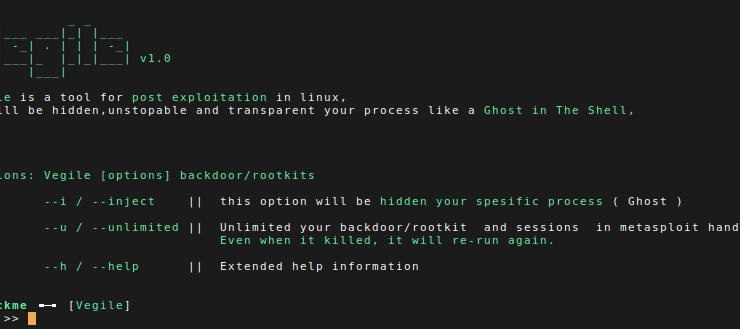 v1.0
le is a tool for post exploitation in linux,
ill be hidden,unstopable and transparent your process like a Ghost in The Shell,
ions: Vegile [options] backdoor/rootkits
--i / --inject || this option will be hidden your spesific process ( Ghost )
--u / --unlimited || Unlimited your backdoor/rootkit and sessions in metasploit hand
Even when it killed, it will re-run again.
--h / --help || Extended help information
ckme [Vegile]
>>